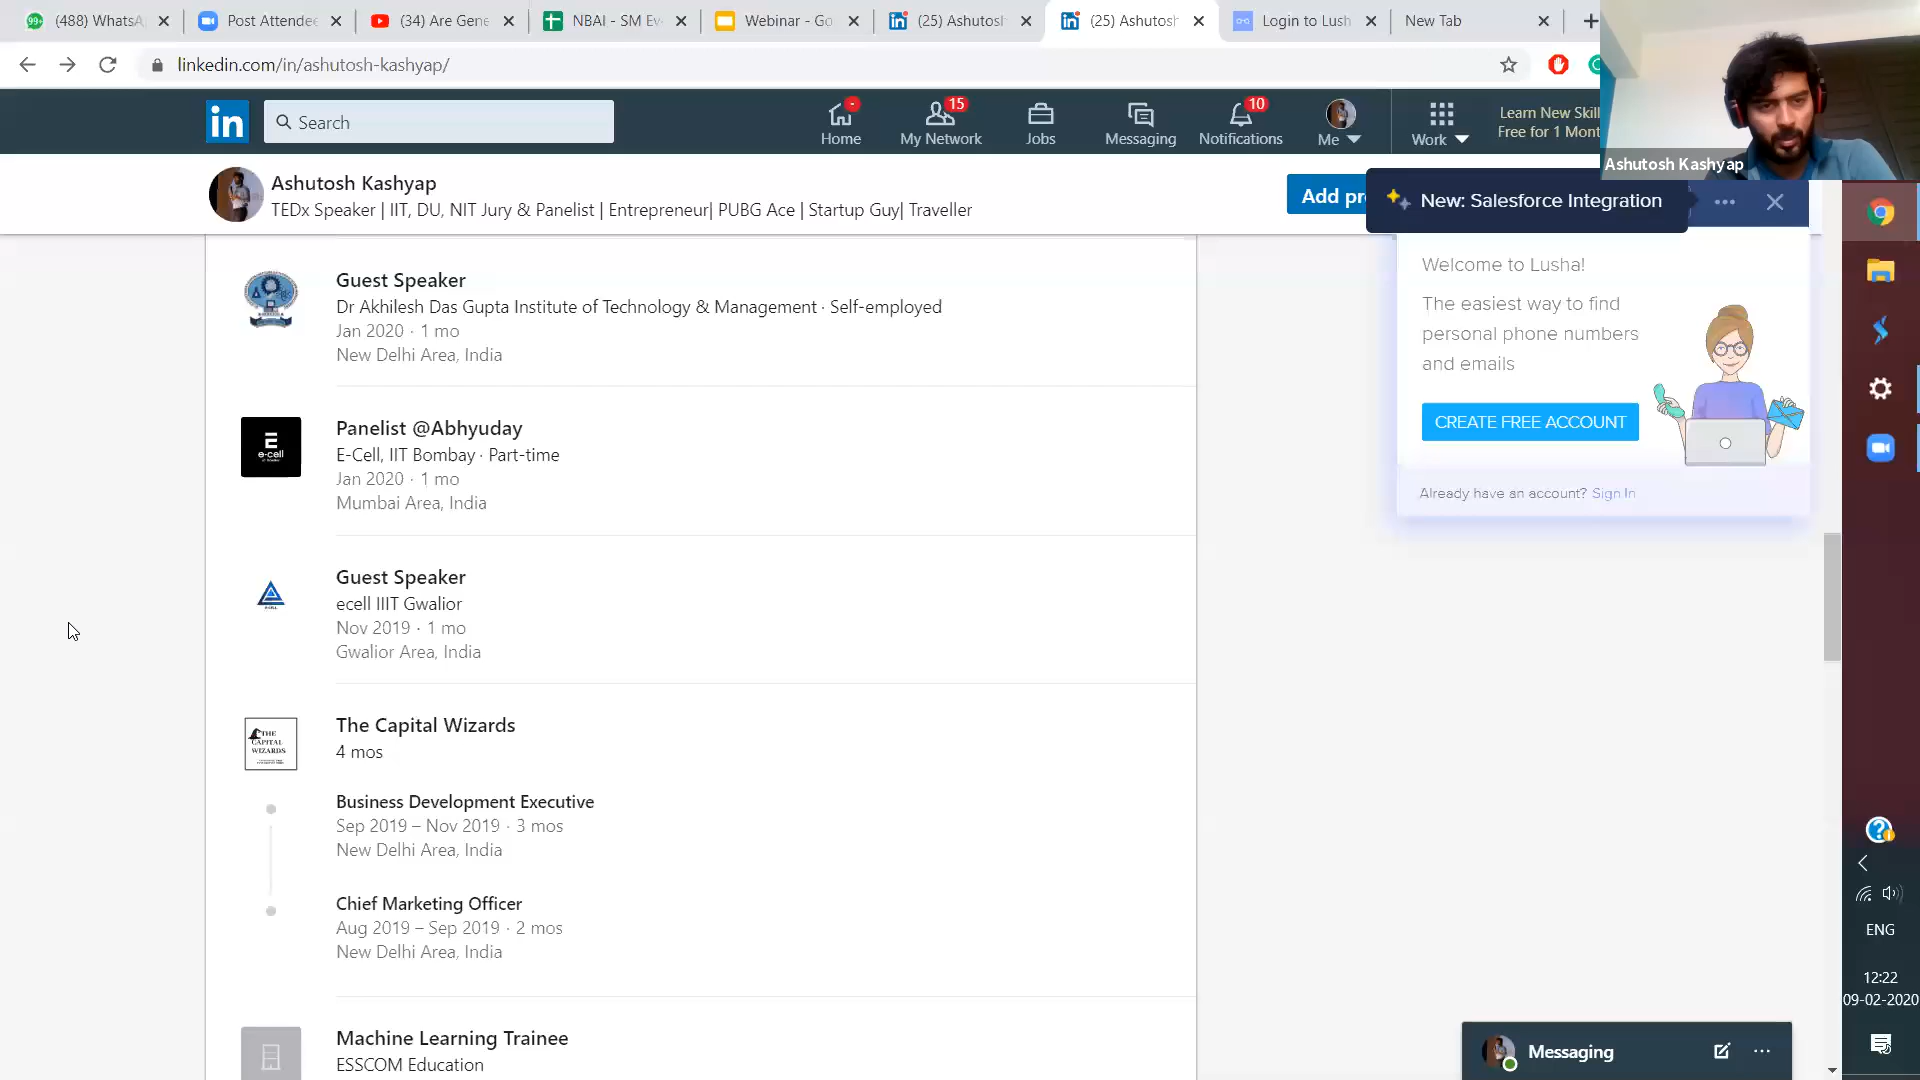 (488) WhatsA
Post Attendee
(34) Are Gene
NBAI - SM Ev
Webinar - Go
(25) Ashutosh
(25) Ashutosh
Login to Lush
New Tab
linkedin.com/in/ashutosh-kashyap/
in
Search
Home
15
My Network
Jobs
Messaging
10
Notifications
Me
Work
Learn New Skill
Free for 1 Mont
Ashutosh Kashyap
Ashutosh Kashyap
TEDx Speaker | IIT, DU, NIT Jury & Panelist | Entrepreneur| PUBG Ace | Startup Guy| Traveller
Add pr
New: Salesforce Integration
Welcome to Lusha!
The easiest way to find
personal phone numbers
and emails
CREATE FREE ACCOUNT
Already have an account? Sign In
Guest Speaker
Dr Akhilesh Das Gupta Institute of Technology & Management · Self-employed
Jan 2020 · 1 mo
New Delhi Area, India
E
e-cell
Panelist @Abhyuday
E-Cell, IIT Bombay · Part-time
Jan 2020 · 1 mo
Mumbai Area, India
Guest Speaker
ecell IIIT Gwalior
Nov 2019 · 1 mo
Gwalior Area, India
THE
CAPITAL
WIZARDS
The Capital Wizards
4 mos
Business Development Executive
Sep 2019 – Nov 2019 · 3 mos
New Delhi Area, India
Chief Marketing Officer
Aug 2019 – Sep 2019 · 2 mos
New Delhi Area, India
Machine Learning Trainee
ESSCOM Education
Messaging
ENG
12:22
09-02-2020